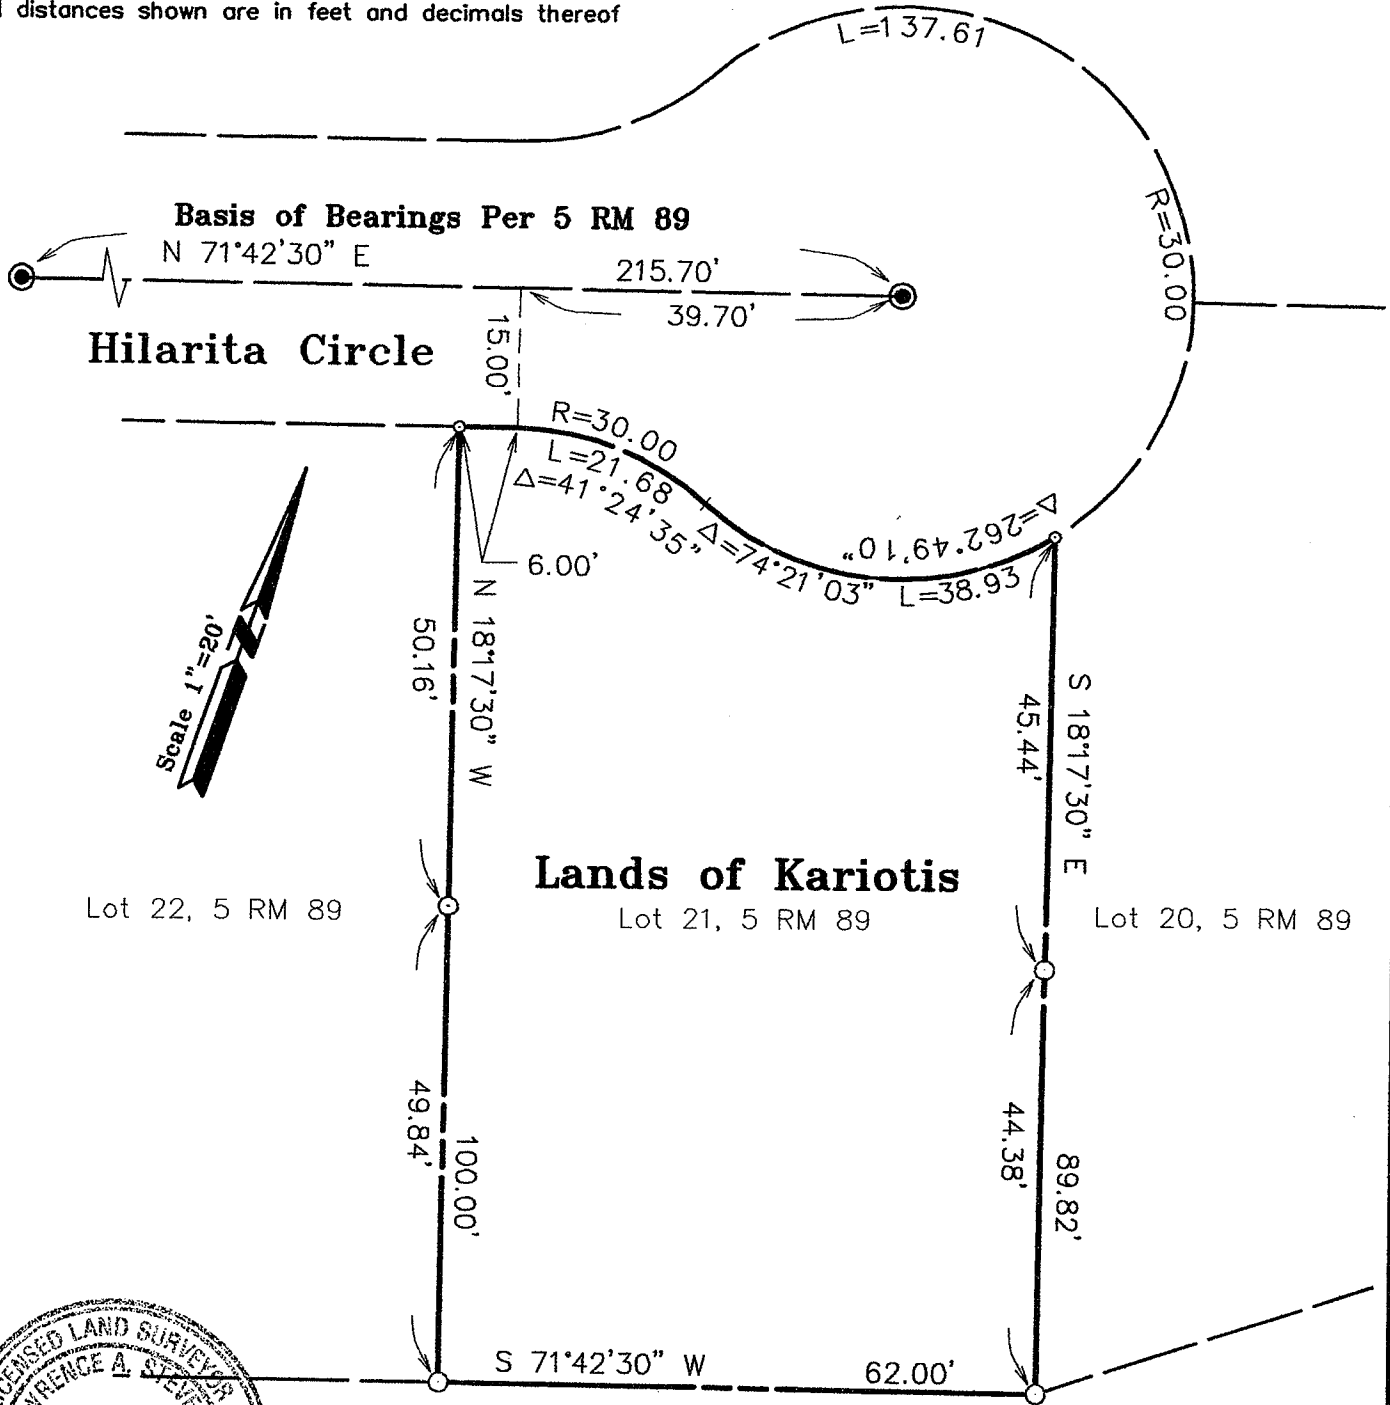 distances shown are in feet and decimals thereof
L=137.61
R=30.00
Basis of Bearings Per 5 RM 89
N 71°42'30" E
215.70'
39.70'
15.00'
Hilarita Circle
R=30.00
L=21.68
Δ=41°24'35"
Δ=74°21'03"
L=38.93
Δ=262°49'10"
6.00'
N 18°17'30" W
50.16'
Scale 1"=20'
S 18°17'30" E
45.44'
Lands of Kariotis
Lot 22, 5 RM 89
Lot 21, 5 RM 89
Lot 20, 5 RM 89
49.84'
100.00'
44.38'
89.82'
S 71°42'30" W
62.00'
LAND SURVEYOR
A.